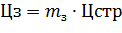 Цз = mз · Цстр